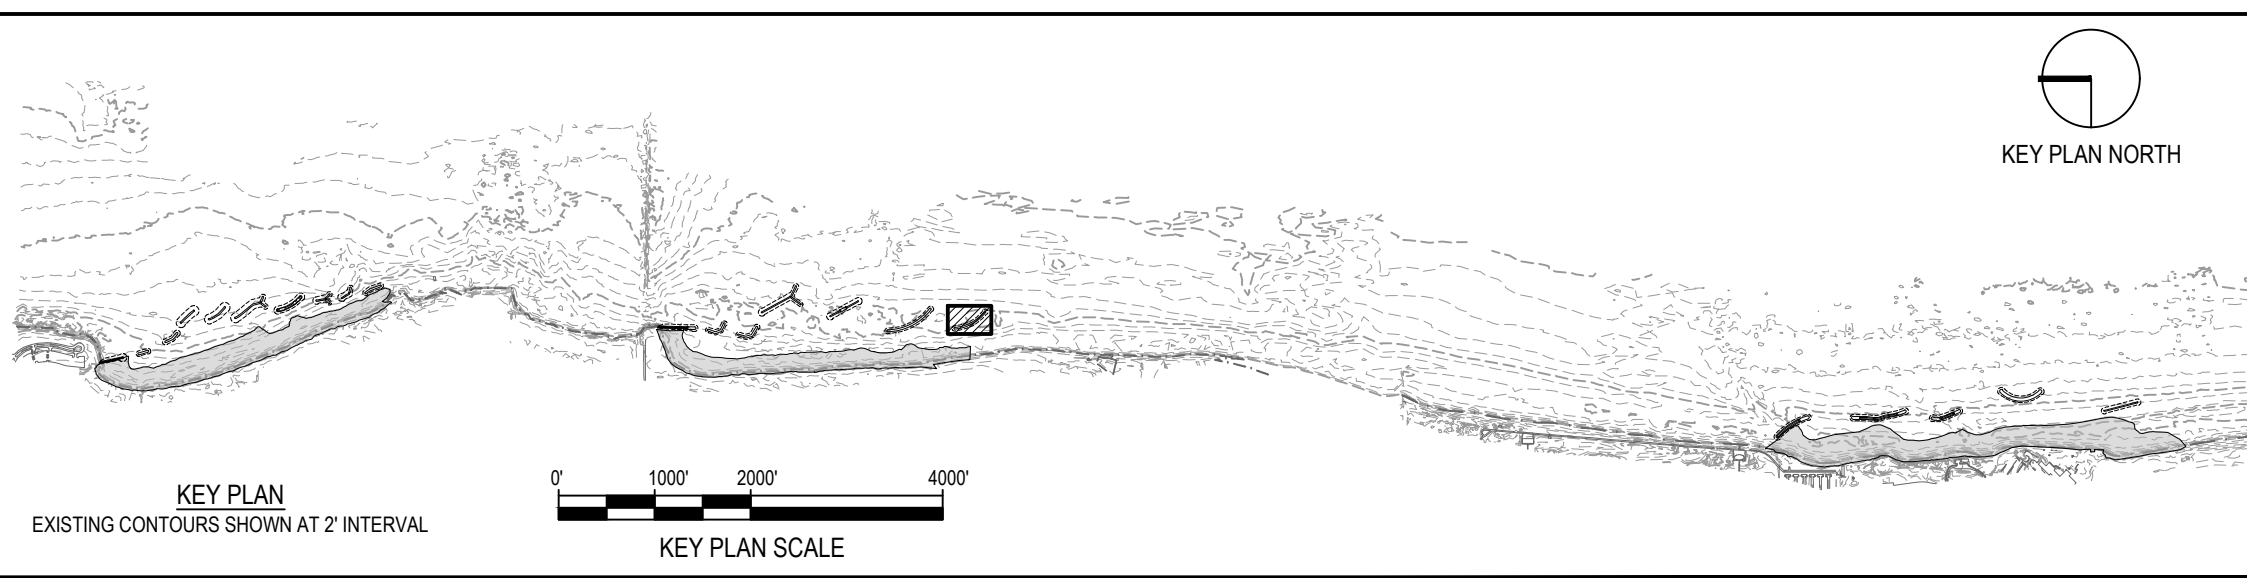 KEY PLAN NORTH
KEY PLAN
EXISTING CONTOURS SHOWN AT 2' INTERVAL
0' 1000' 2000' 4000'
KEY PLAN SCALE